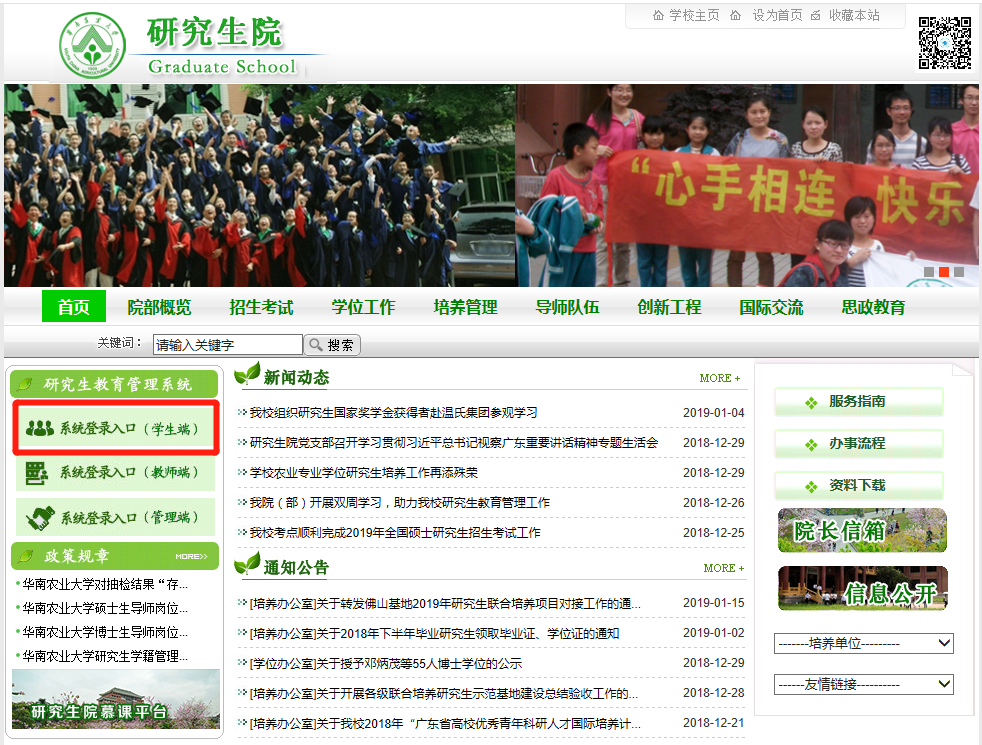 学校主页 设为首页 收藏本站
研究生院
Graduate School
“心手相连 快乐
首页 院部概览 招生考试 学位工作 培养管理 导师队伍 创新工程 国际交流 思政教育
关键词： 请输入关键字 搜索
研究生教育管理系统
系统登录入口（学生端）
系统登录入口（教师端）
系统登录入口（管理端）
政策规章 MORE>>
华南农业大学对抽检结果“存...
华南农业大学硕士生导师岗位...
华南农业大学博士生导师岗位...
华南农业大学研究生学籍管理...
研究生院慕课平台
新闻动态 MORE +
我校组织研究生国家奖学金获得者赴温氏集团参观学习 2019-01-04
研究生院党支部召开学习贯彻习近平总书记视察广东重要讲话精神专题生活会 2018-12-29
学校农业专业学位研究生培养工作再添殊荣 2018-12-29
我院（部）开展双周学习，助力我校研究生教育管理工作 2018-12-26
我校考点顺利完成2019年全国硕士研究生招生考试工作 2018-12-25
通知公告 MORE +
[培养办公室]关于转发佛山基地2019年研究生联合培养项目对接工作的通... 2019-01-15
[培养办公室]关于2018年下半年毕业研究生领取毕业证、学位证的通知 2019-01-02
[学位办公室]关于授予邓炳茂等55人博士学位的公示 2018-12-29
[培养办公室]关于开展各级联合培养研究生示范基地建设总结验收工作的... 2018-12-28
[培养办公室]关于我校2018年“广东省高校优秀青年科研人才国际培养计... 2018-12-21
服务指南
办事流程
资料下载
院长信箱
信息公开
-------培养单位---------
------友情链接----------